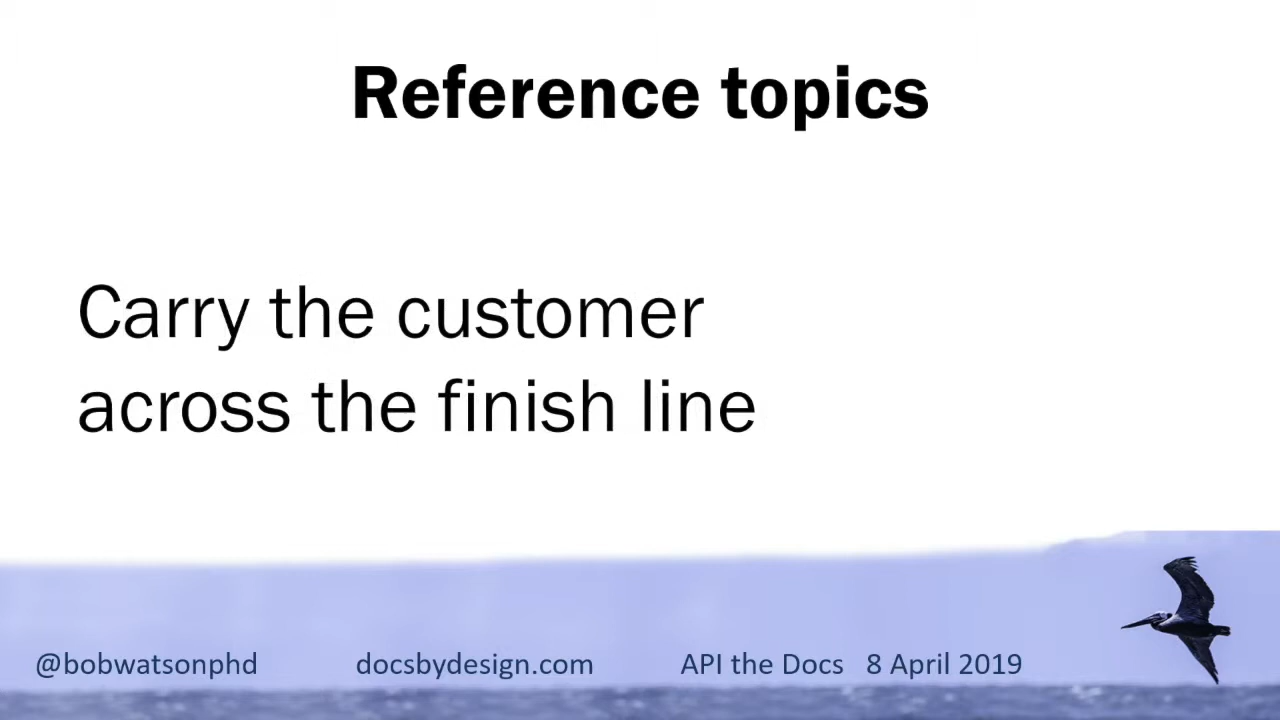 Reference topics
Carry the customer
across the finish line
@bobwatsonphd docsbydesign.com API the Docs 8 April 2019